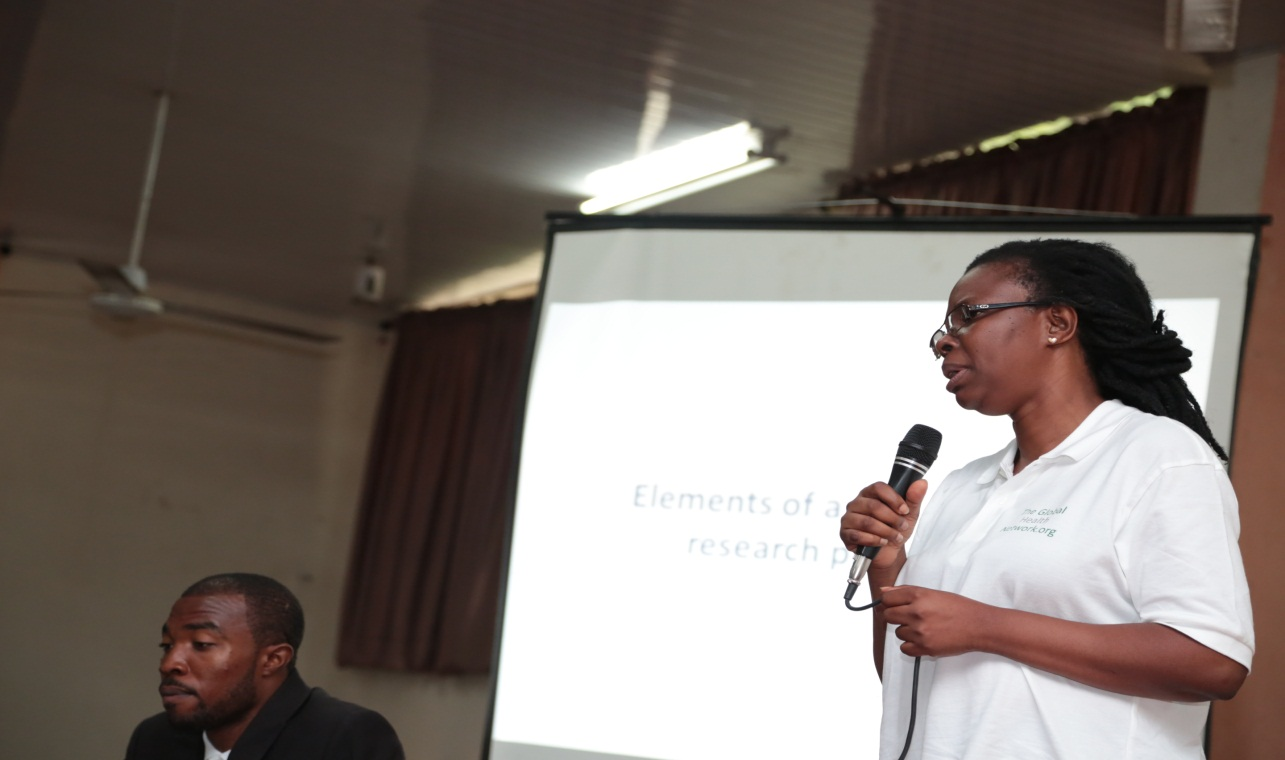 Elements of a
research p
The Global
Health
Network.org